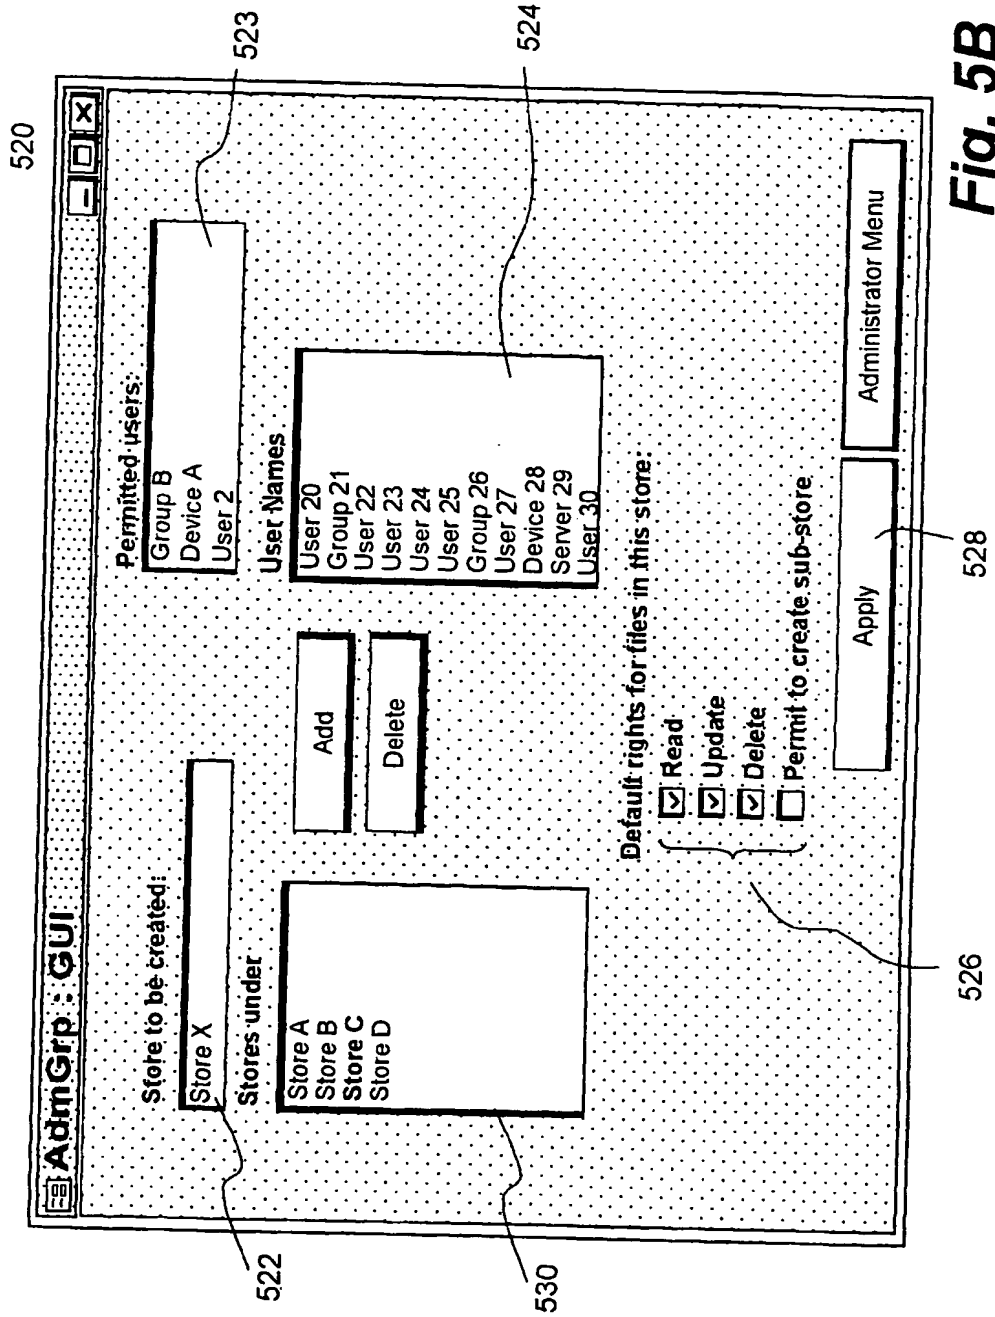 520
AdmGrp : GUI
Store to be created:
Store X
522
Stores under
Store A
Store B
Store C
Store D
530
Add
Delete
Permitted users:
Group B
Device A
User 2
523
User Names
User 20
Group 21
User 22
User 23
User 24
User 25
Group 26
User 27
Device 28
Server 29
User 30
524
Default rights for files in this store:
Read
Update
Delete
Permit to create sub-store
526
Apply
Administrator Menu
528
Fig. 5B